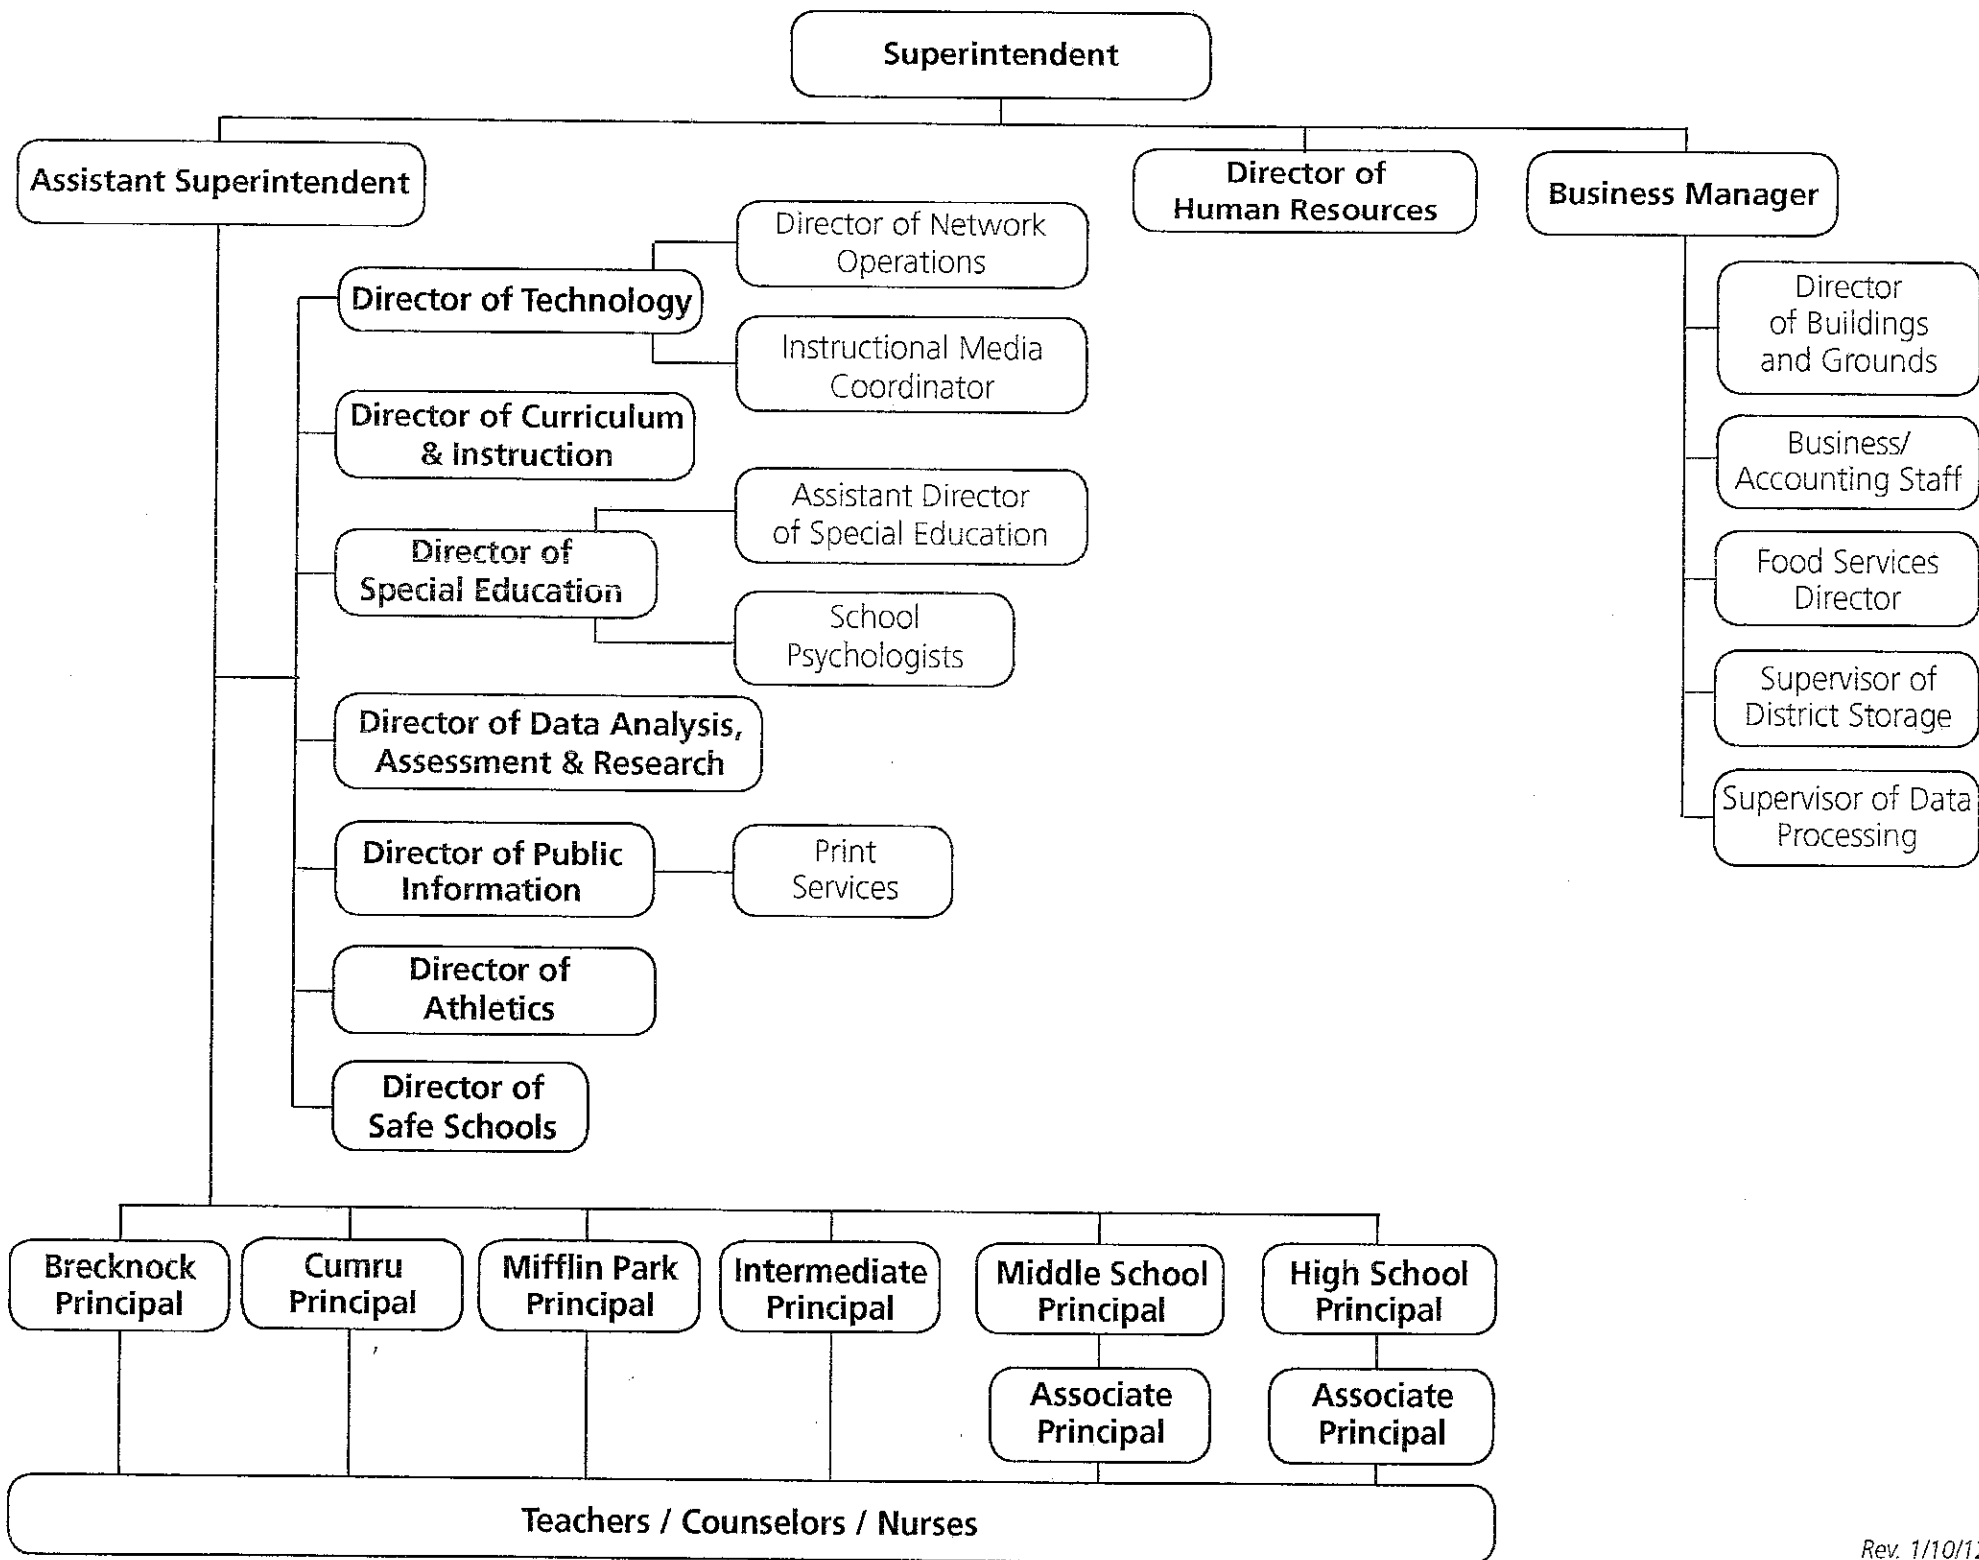 Superintendent
Assistant Superintendent
Director of
Human Resources
Business Manager
Director of Technology
Director of Network
Operations
Instructional Media
Coordinator
Director of Curriculum
& Instruction
Director of
Special Education
Assistant Director
of Special Education
School
Psychologists
Director of Data Analysis,
Assessment & Research
Director of Public
Information
Print
Services
Director of
Athletics
Director of
Safe Schools
Director
of Buildings
and Grounds
Business/
Accounting Staff
Food Services
Director
Supervisor of
District Storage
Supervisor of Data
Processing
Brecknock
Principal
Cumru
Principal
Mifflin Park
Principal
Intermediate
Principal
Middle School
Principal
High School
Principal
Associate
Principal
Associate
Principal
Teachers / Counselors / Nurses
Rev. 1/10/12